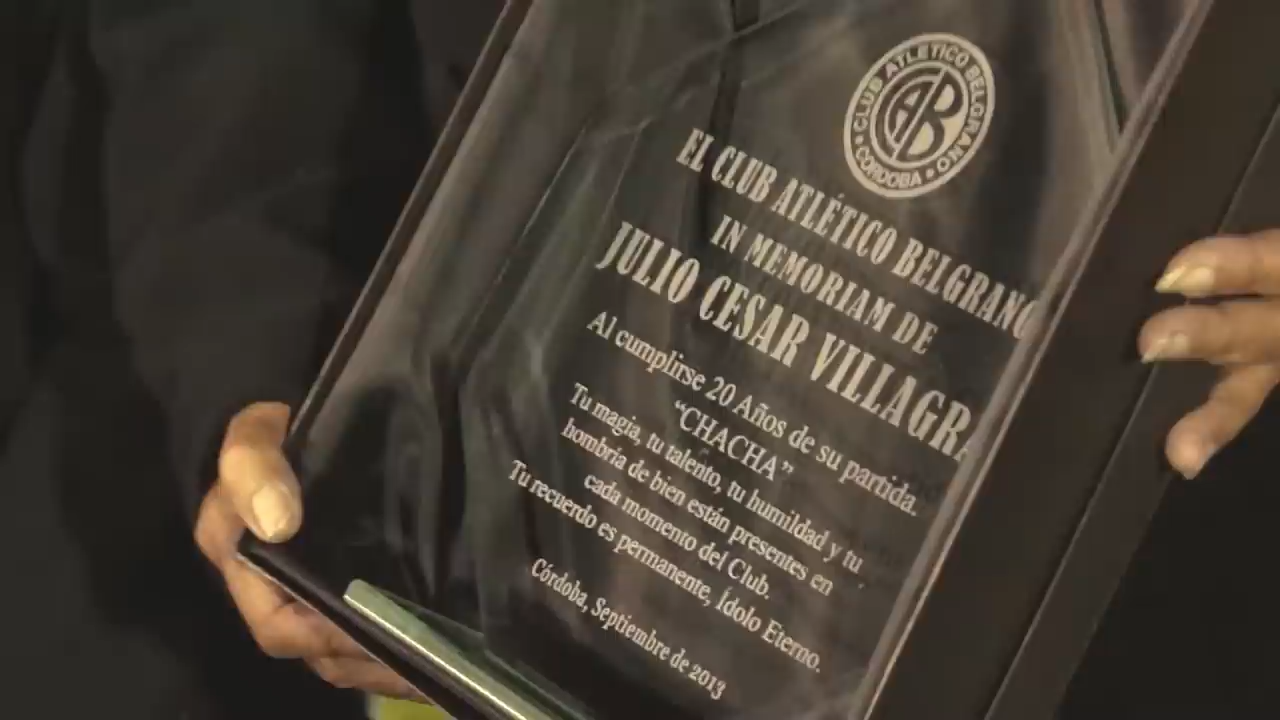 CLUB ATLETICO BELGRANO
• CORDOBA •
CAB
EL CLUB ATLÉTICO BELGRANO
IN MEMORIAM DE
JULIO CESAR VILLAGRA
Al cumplirse 20 Años de su partida.
“CHACHA”
Tu magia, tu talento, tu humildad y tu
hombría de bien están presentes en
cada momento del Club.
Tu recuerdo es permanente, Ídolo Eterno.
Córdoba, Septiembre de 2013